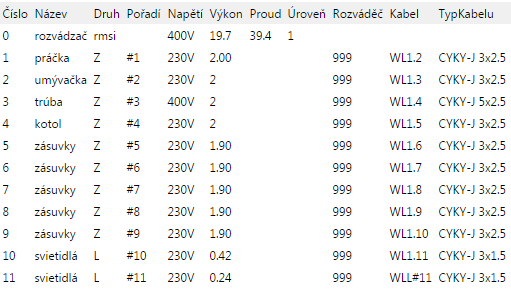 Číslo Název Druh Pořadí Napětí Výkon Proud Úroveň Rozváděč Kabel TypKabelu
0 rozvádzač rmsi 400V 19.7 39.4 1
1 práčka Z #1 230V 2.00 999 WL1.2 CYKY-J 3x2.5
2 umývačka Z #2 230V 2 999 WL1.3 CYKY-J 3x2.5
3 trúba Z #3 400V 2 999 WL1.4 CYKY-J 5x2.5
4 kotol Z #4 230V 2 999 WL1.5 CYKY-J 3x2.5
5 zásuvky Z #5 230V 1.90 999 WL1.6 CYKY-J 3x2.5
6 zásuvky Z #6 230V 1.90 999 WL1.7 CYKY-J 3x2.5
7 zásuvky Z #7 230V 1.90 999 WL1.8 CYKY-J 3x2.5
8 zásuvky Z #8 230V 1.90 999 WL1.9 CYKY-J 3x2.5
9 zásuvky Z #9 230V 1.90 999 WL1.10 CYKY-J 3x2.5
10 svietidlá L #10 230V 0.42 999 WL1.11 CYKY-J 3x1.5
11 svietidlá L #11 230V 0.24 999 WLL#11 CYKY-J 3x1.5